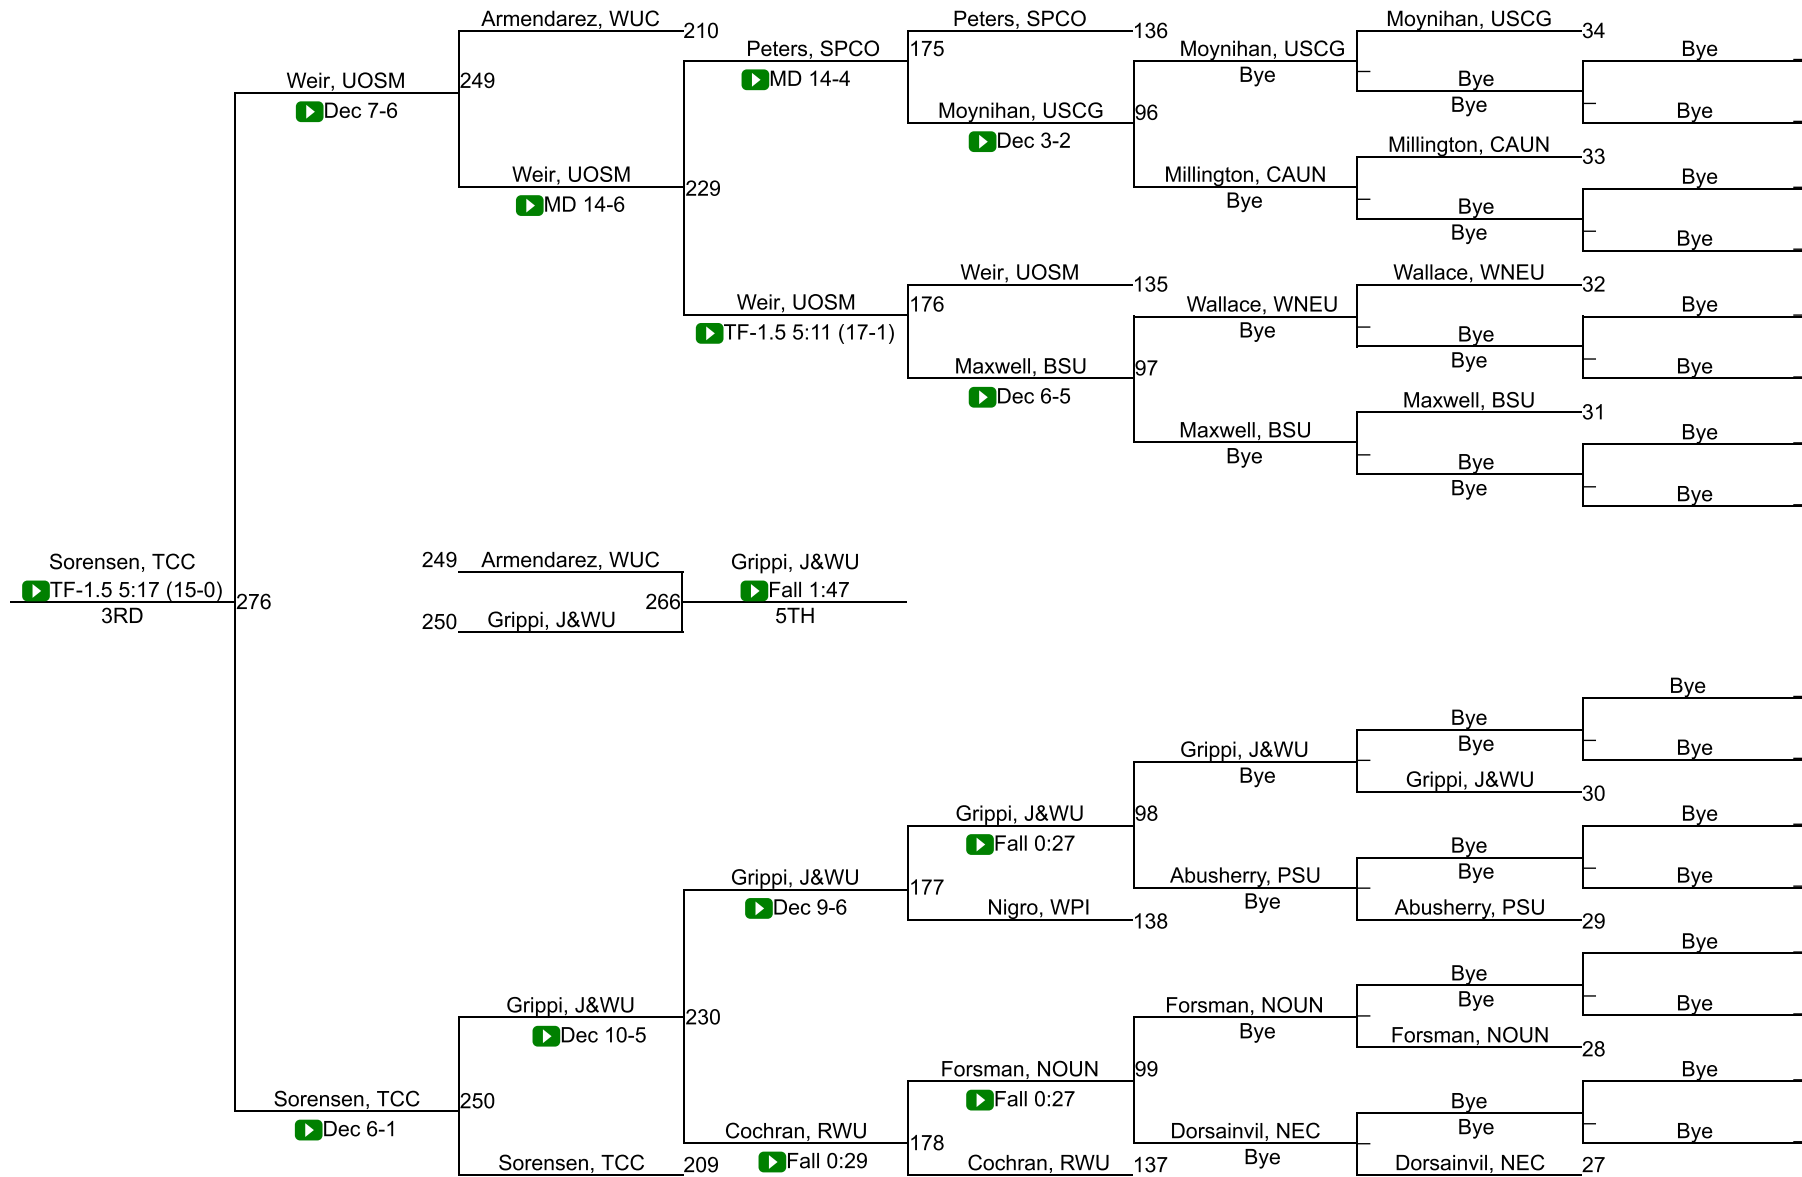 Armendarez, WUC
210
Peters, SPCO
136
Moynihan, USCG
34
Weir, UOSM
Dec 7-6
249
Peters, SPCO
MD 14-4
175
Moynihan, USCG
Bye
Bye
Bye
Bye
Bye
Moynihan, USCG
Dec 3-2
96
Weir, UOSM
MD 14-6
229
Millington, CAUN
Bye
Millington, CAUN
33
Bye
Bye
Bye
Bye
Weir, UOSM
135
Wallace, WNEU
32
Weir, UOSM
TF-1.5 5:11 (17-1)
176
Wallace, WNEU
Bye
Bye
Bye
Bye
Bye
Maxwell, BSU
Dec 6-5
97
Maxwell, BSU
31
Maxwell, BSU
Bye
Bye
Bye
Bye
Bye
Sorensen, TCC
TF-1.5 5:17 (15-0)
3RD
276
249
Armendarez, WUC
250
Grippi, J&WU
266
Grippi, J&WU
Fall 1:47
5TH
Bye
Bye
Bye
Bye
Grippi, J&WU
Bye
Grippi, J&WU
30
Grippi, J&WU
Fall 0:27
98
Bye
Bye
Bye
Bye
Grippi, J&WU
Dec 9-6
177
Abusherry, PSU
Bye
Abusherry, PSU
29
Nigro, WPI
138
Bye
Bye
Bye
Bye
Grippi, J&WU
Dec 10-5
230
Forsman, NOUN
Bye
Forsman, NOUN
28
Forsman, NOUN
Fall 0:27
99
Bye
Bye
Bye
Bye
Sorensen, TCC
Dec 6-1
250
Cochran, RWU
Fall 0:29
178
Dorsainvil, NEC
Bye
Sorensen, TCC
209
Cochran, RWU
137
Dorsainvil, NEC
27